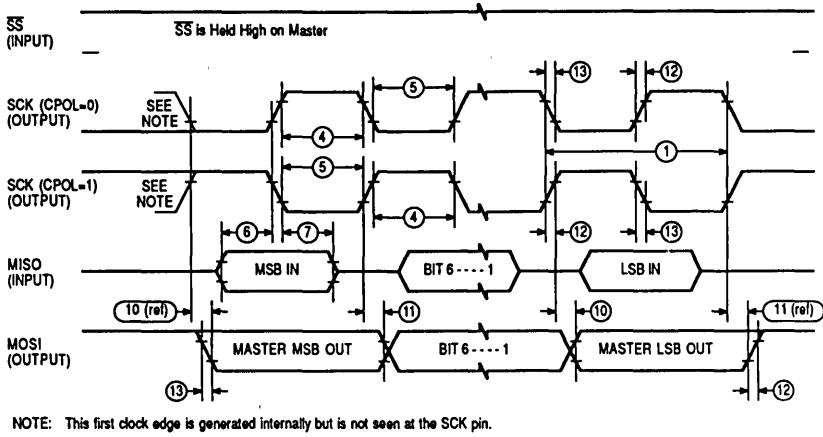 SS
(INPUT)
SS is Held High on Master
13
12
SCK (CPOL=0)
(OUTPUT)
SEE
NOTE
5
4
1
5
SCK (CPOL=1)
(OUTPUT)
SEE
NOTE
4
12
13
6
7
MISO
(INPUT)
MSB IN
BIT 6 - - - - 1
LSB IN
10 (ref)
11
10
11 (ref)
MOSI
(OUTPUT)
MASTER MSB OUT
BIT 6 - - - - 1
MASTER LSB OUT
13
12
NOTE: This first clock edge is generated internally but is not seen at the SCK pin.